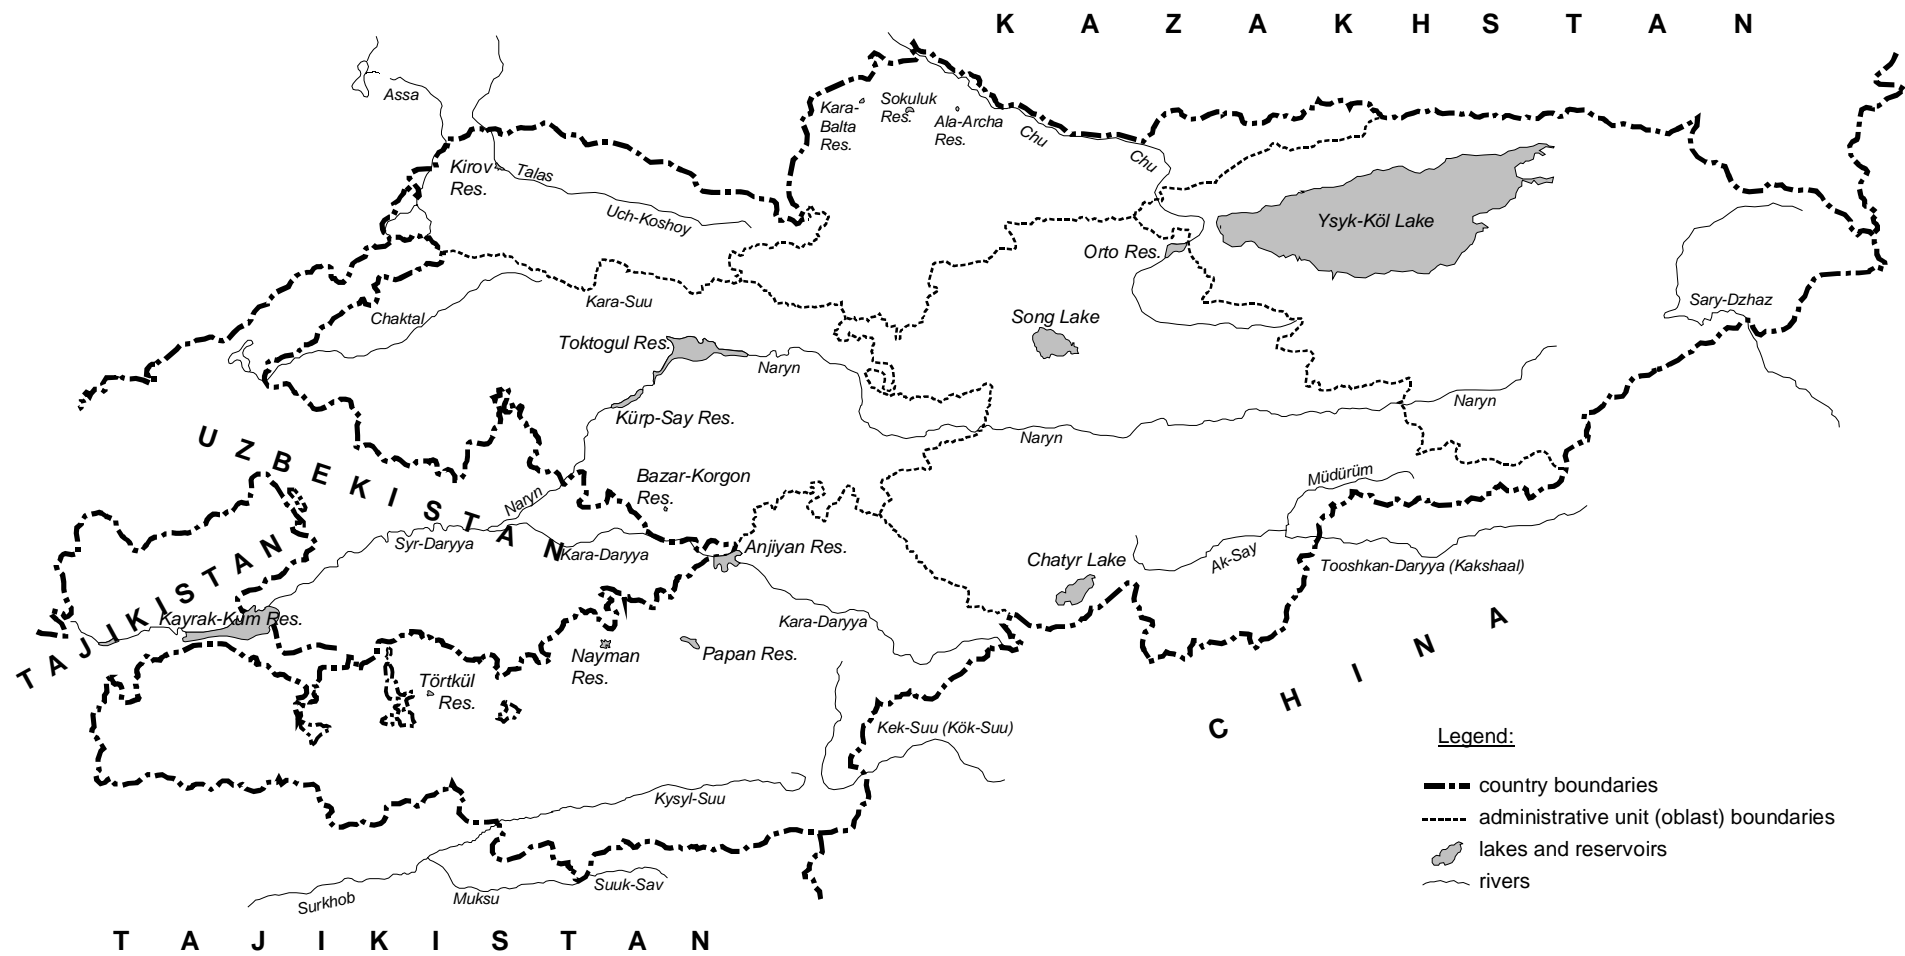 K A Z A K H S T A N
Assa
Kara-
Balta
Res.
Sokuluk
Res.
Ala-Archa
Res.
Chu
Chu
Kirov
Res.
Talas
Uch-Koshoy
Ysyk-Köl Lake
Orto Res.
Kara-Suu
Chaktal
Sary-Dzhaz
Song Lake
Toktogul Res.
Naryn
Kürp-Say Res.
Naryn
Naryn
U Z B E K I S T A N
Bazar-Korgon
Res.
Müdürüm
Naryn
Syr-Daryya
Kara-Daryya
Anjiyan Res.
Chatyr Lake
Ak-Say
Tooshkan-Daryya (Kakshaal)
T A J I K I S T A N
Kayrak-Kum Res.
Kara-Daryya
Nayman
Res.
Papan Res.
Törtkül
Res.
C H I N A
Kek-Suu (Kök-Suu)
Kysyl-Suu
Surkhob
Muksu
Suuk-Sav
T A J I K I S T A N
Legend:
country boundaries
administrative unit (oblast) boundaries
lakes and reservoirs
rivers